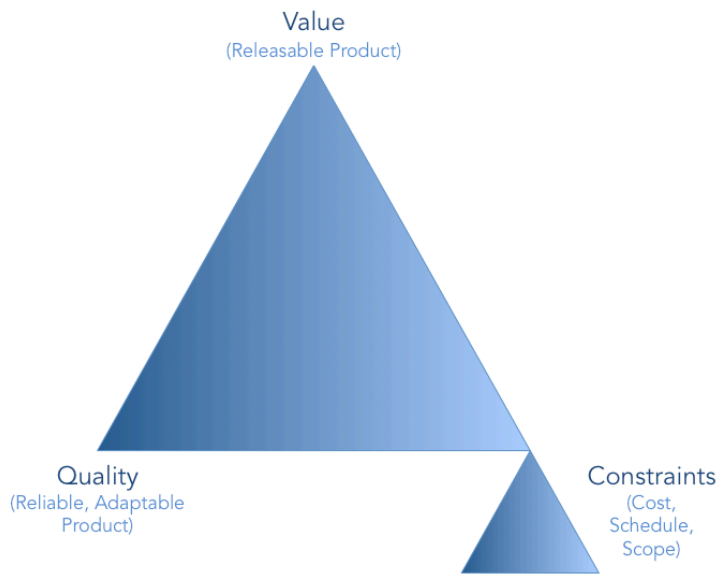 Value
(Releasable Product)
Quality
(Reliable, Adaptable
Product)
Constraints
(Cost,
Schedule,
Scope)